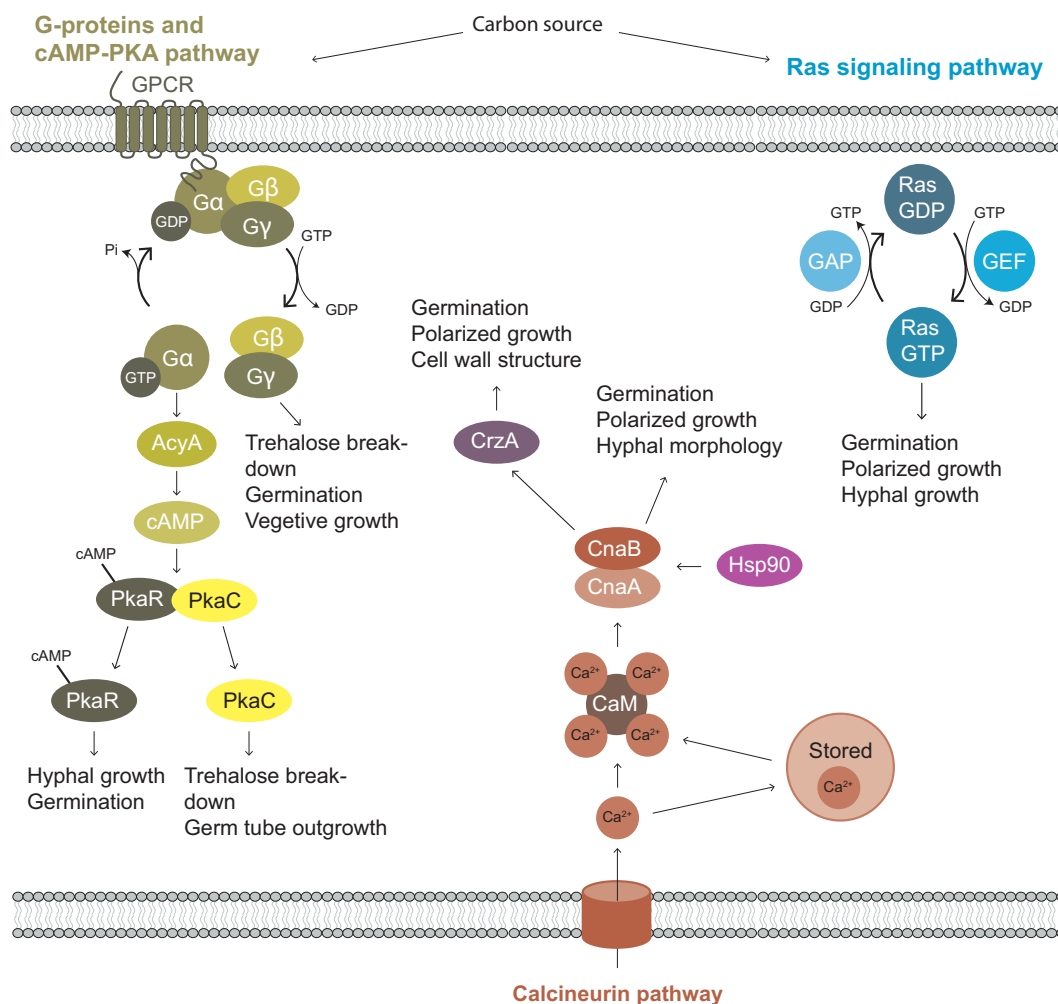 G-proteins and
cAMP-PKA pathway
Carbon source
Ras signaling pathway
GPCR
Gα
Gβ
Gγ
GDP
Pi
GTP
GDP
Gα
GTP
Gβ
Gγ
AcyA
Trehalose break-
down
Germination
Vegetive growth
cAMP
cAMP
PkaR
PkaC
cAMP
PkaR
PkaC
Hyphal growth
Germination
Trehalose break-
down
Germ tube outgrowth
Germination
Polarized growth
Cell wall structure
CrzA
Germination
Polarized growth
Hyphal morphology
CnaB
CnaA
Hsp90
Ca²⁺
Ca²⁺
CaM
Ca²⁺
Ca²⁺
Stored
Ca²⁺
Ca²⁺
Calcineurin pathway
Ras
GDP
GTP
GTP
GAP
GEF
GDP
GDP
Ras
GTP
Germination
Polarized growth
Hyphal growth